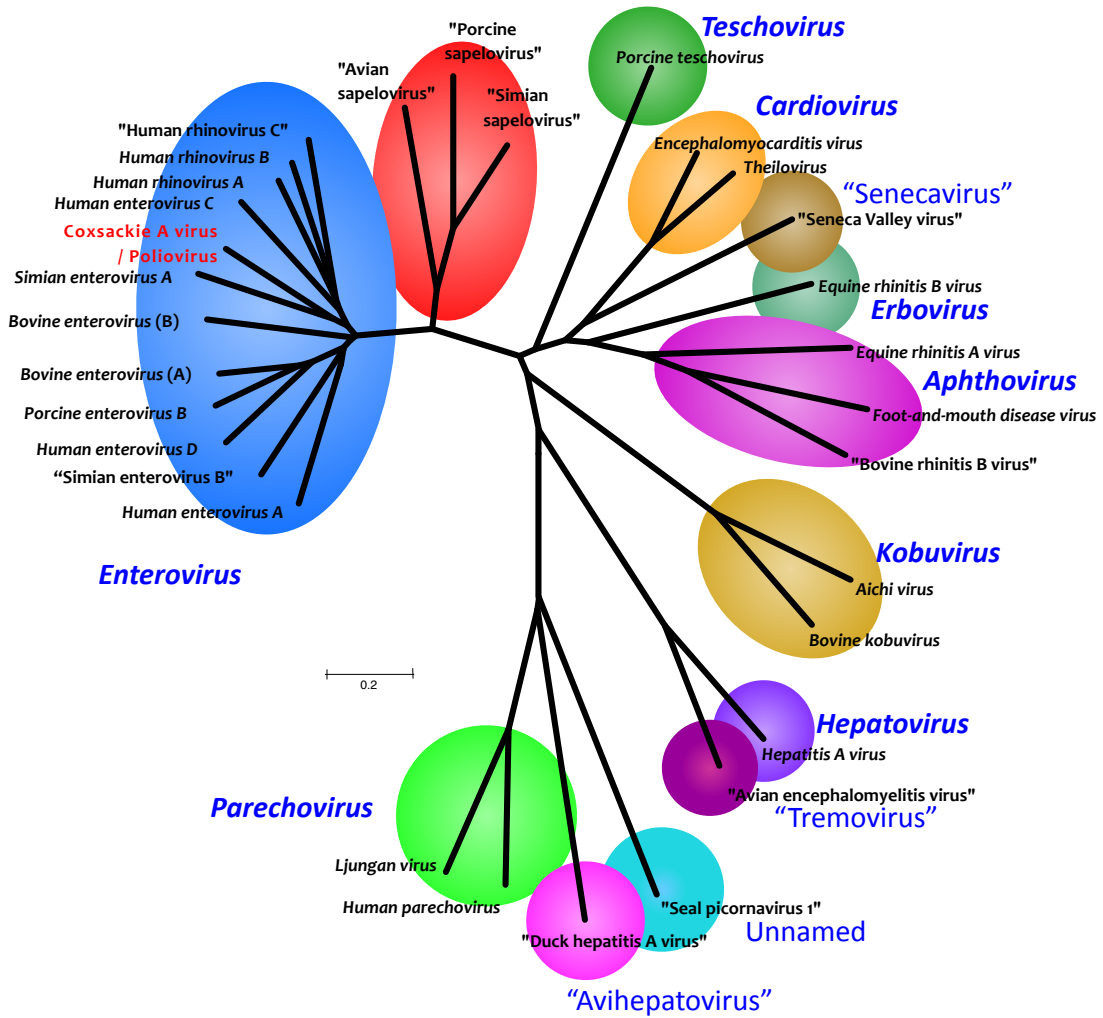 Teschovirus
Porcine teschovirus
"Porcine
sapelovirus"
"Avian
sapelovirus"
"Simian
sapelovirus"
Cardiovirus
Encephalomyocarditis virus
Theilovirus
“Senecavirus”
"Seneca Valley virus"
Equine rhinitis B virus
Erbovirus
Equine rhinitis A virus
Aphthovirus
Foot-and-mouth disease virus
"Bovine rhinitis B virus"
"Human rhinovirus C"
Human rhinovirus B
Human rhinovirus A
Human enterovirus C
Coxsackie A virus
/ Poliovirus
Simian enterovirus A
Bovine enterovirus (B)
Bovine enterovirus (A)
Porcine enterovirus B
Human enterovirus D
“Simian enterovirus B"
Human enterovirus A
Enterovirus
Kobuvirus
Aichi virus
Bovine kobuvirus
0.2
Hepatovirus
Hepatitis A virus
"Avian encephalomyelitis virus"
“Tremovirus”
Parechovirus
Ljungan virus
Human parechovirus
"Seal picornavirus 1"
Unnamed
"Duck hepatitis A virus"
“Avihepatovirus”